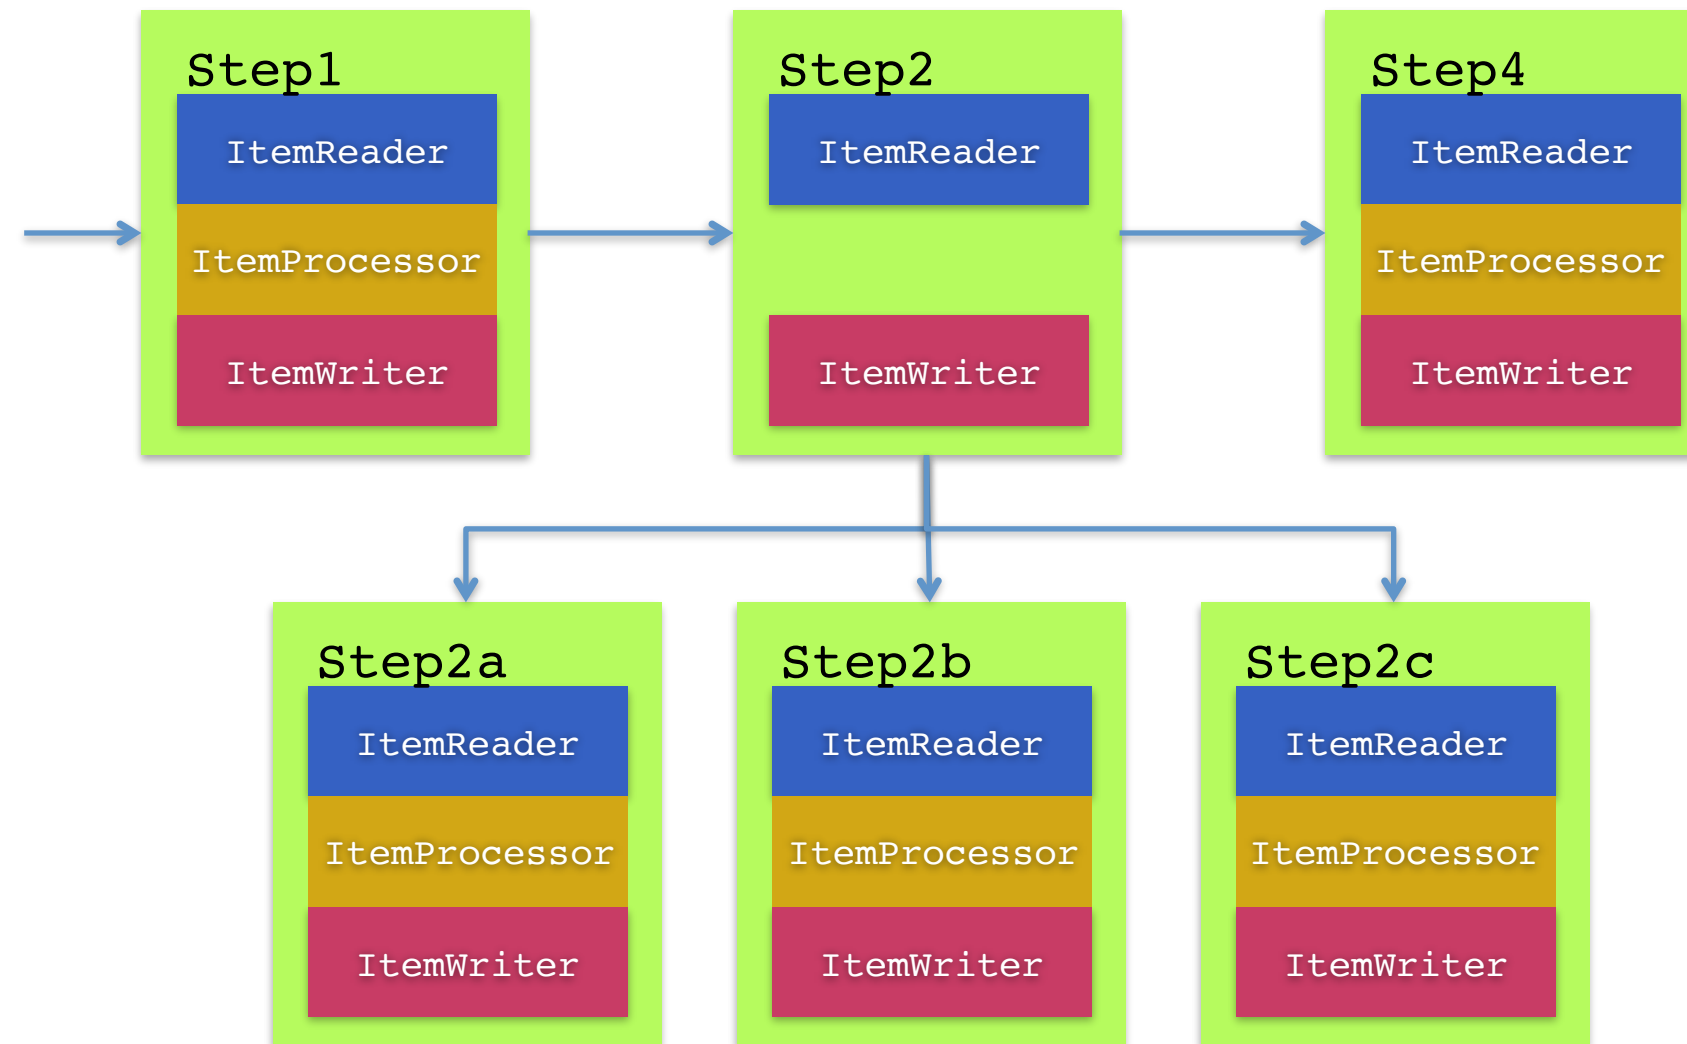 Step1
ItemReader
ItemProcessor
ItemWriter
Step2
ItemReader
ItemWriter
Step4
ItemReader
ItemProcessor
ItemWriter
Step2a
ItemReader
ItemProcessor
ItemWriter
Step2b
ItemReader
ItemProcessor
ItemWriter
Step2c
ItemReader
ItemProcessor
ItemWriter